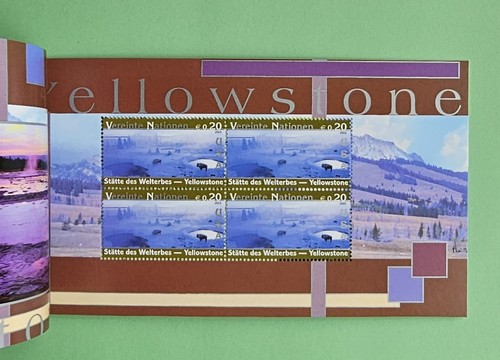 Yellowstone
Vereinte Nationen €0,20
Vereinte Nationen €0,20
Stätte des Welterbes — Yellowstone
Stätte des Welterbes — Yellowstone
Vereinte Nationen €0,20
Vereinte Nationen €0,20
Stätte des Welterbes — Yellowstone
Stätte des Welterbes — Yellowstone